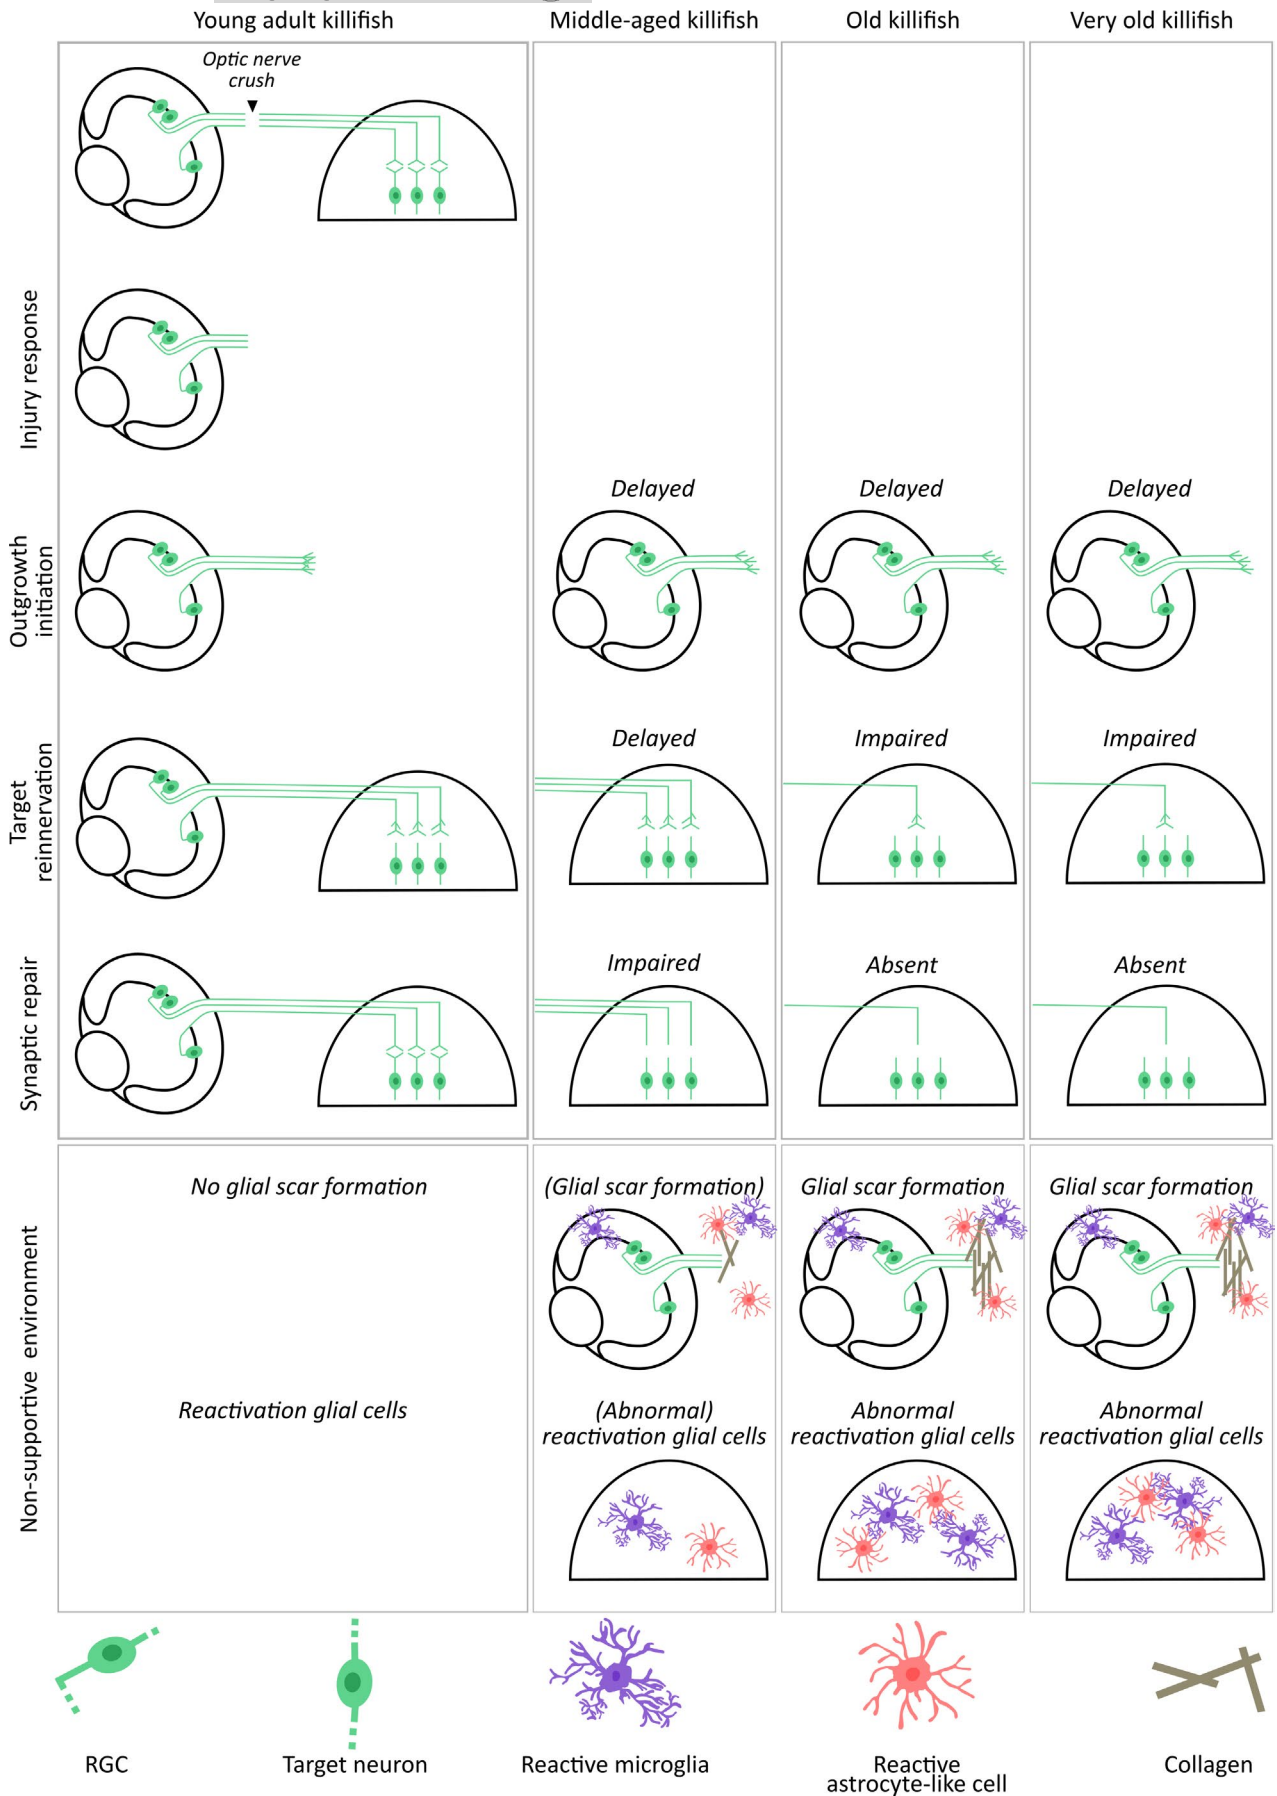 Young adult killifish
Middle-aged killifish
Old killifish
Very old killifish
Optic nerve
crush
Injury response
Outgrowth
initiation
Delayed
Delayed
Delayed
Target
reinnervation
Delayed
Impaired
Impaired
Synaptic repair
Impaired
Absent
Absent
Non-supportive environment
No glial scar formation
(Glial scar formation)
Glial scar formation
Glial scar formation
Reactivation glial cells
(Abnormal)
reactivation glial cells
Abnormal
reactivation glial cells
Abnormal
reactivation glial cells
RGC
Target neuron
Reactive microglia
Reactive
astrocyte-like cell
Collagen